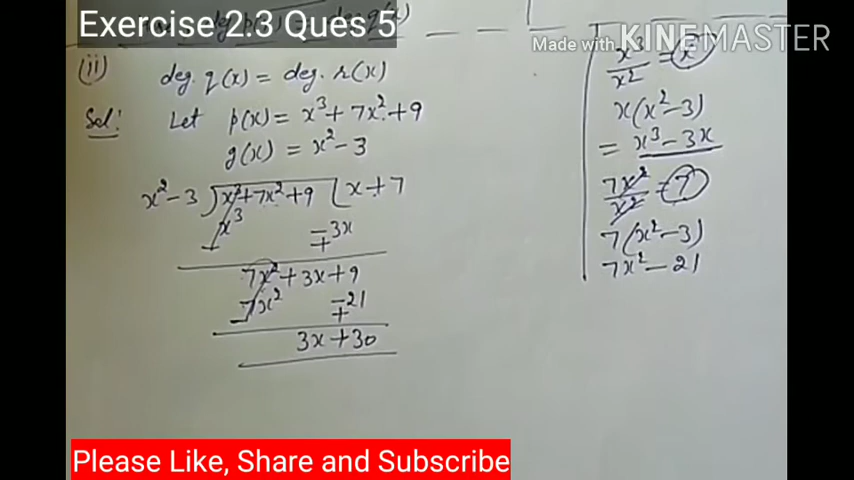 Exercise 2.3 Ques 5
Made with KINEMASTER
(ii) deg. q(x) = deg. r(x)
Sol: Let p(x) = x³ + 7x² + 9
g(x) = x² - 3
x² - 3 ) x³ + 7x² + 9 ( x + 7
x³ - 3x
- +
7x² + 3x + 9
7x² - 21
- +
3x + 30
x³/x² = x
x(x² - 3)
= x³ - 3x
7x²/x² = 7
7(x² - 3)
7x² - 21
Please Like, Share and Subscribe